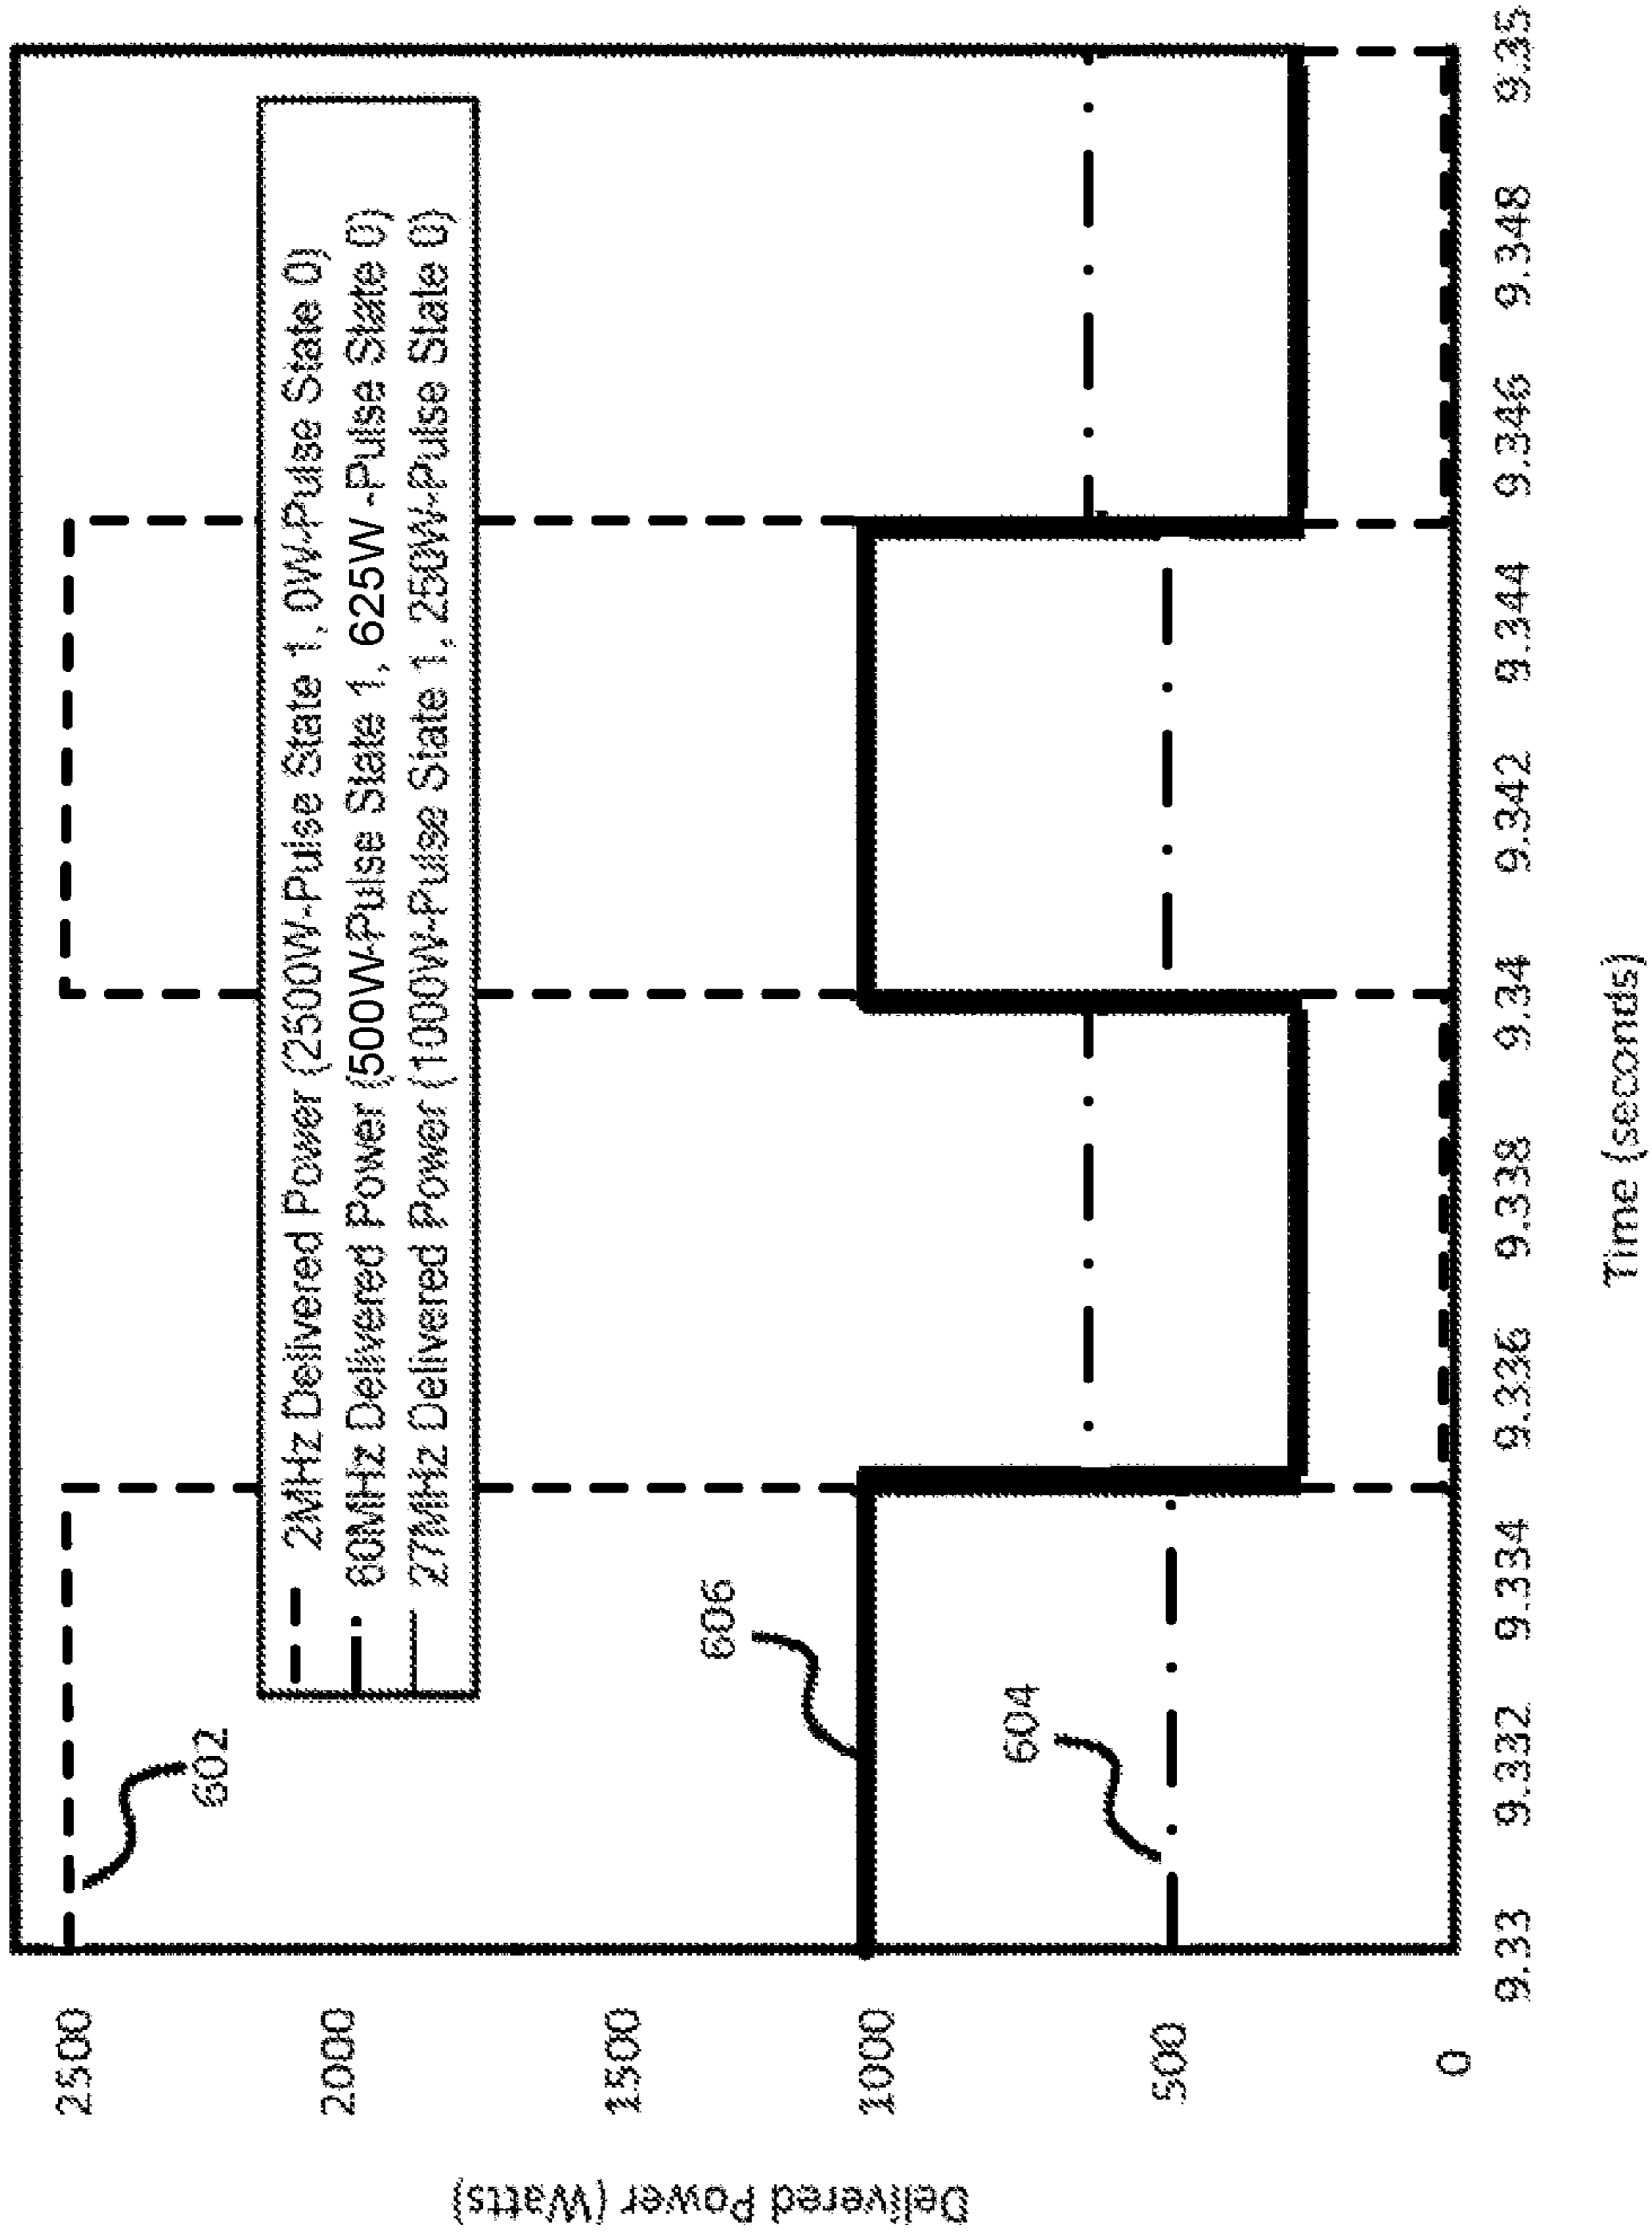 Delivered Power (Watts)
2500
2000
1500
1000
500
0
2MHz Delivered Power (2500W-Pulse State 1, 0W-Pulse State 0)
60MHz Delivered Power (500W-Pulse State 1, 625W -Pulse State 0)
27MHz Delivered Power (1000W-Pulse State 1, 250W-Pulse State 0)
602
606
604
9.33 9.332 9.334 9.336 9.338 9.34 9.342 9.344 9.346 9.348 9.35
Time (seconds)